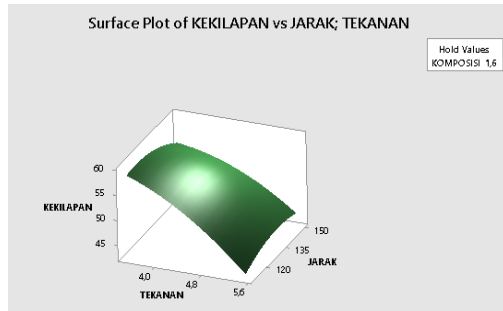 Surface Plot of KEKILAPAN vs JARAK; TEKANAN
Hold Values
KOMPOSISI 1,6
60
55
50
45
KEKILAPAN
4,0
4,8
5,6
TEKANAN
120
135
150
JARAK